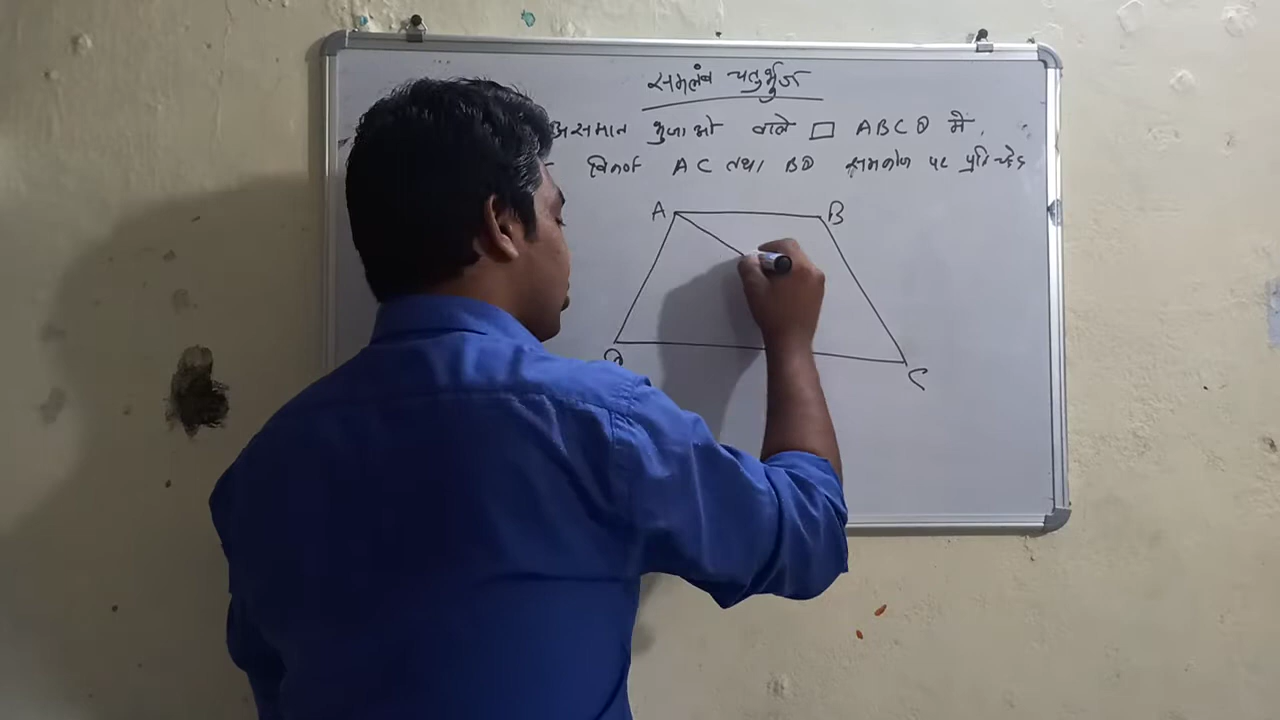 समलंब चतुर्भुज
असमान भुजाओ वाले □ ABCD में,
विकर्ण AC तथा BD समकोण पर प्रतिच्छेद
A B
D C